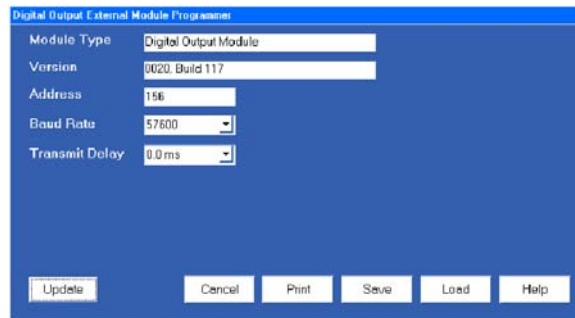 Digital Output External Module Programmer
Module Type Digital Output Module
Version 0020, Build 117
Address 156
Baud Rate 57600
Transmit Delay 0.0 ms
Update Cancel Print Save Load Help